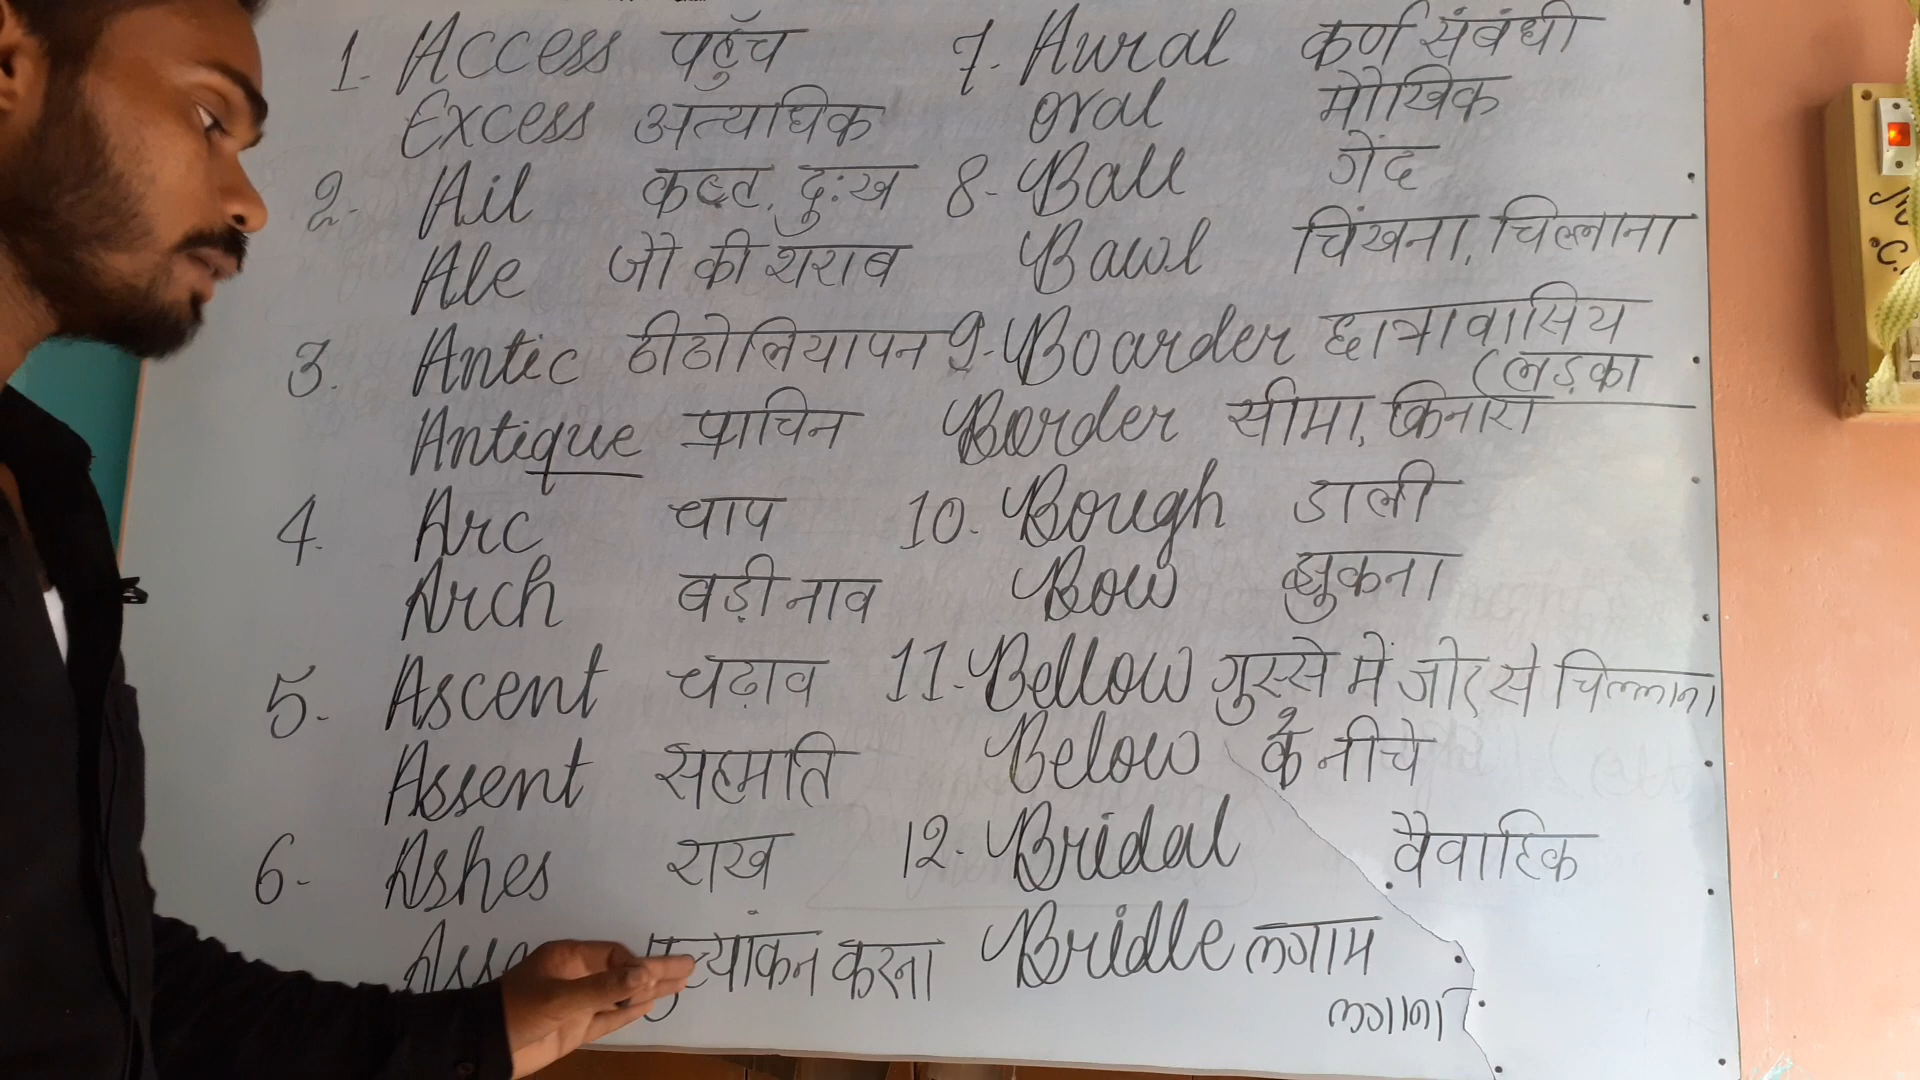 1. Access पहुँच
Excess अत्यधिक
2. Ail कष्ट, दुःख
Ale जौ की शराब
3. Antic ठीठोलियापन
Antique प्राचिन
4. Arc चाप
Arch बड़ी नाव
5. Ascent चढ़ाव
Assent सहमति
6. Ashes राख
मुल्यांकन करना
7. Aural कर्ण संबंधी
oral मौखिक
8. Ball गेंद
Bawl चिंखना, चिल्लाना
9. Boarder छात्रावासिय
(लड़का
Border सीमा, किनारा
10. Bough डाली
Bow झुकना
11. Bellow गुस्से में जोर से चिल्लाना
Below के नीचे
12. Bridal वैवाहिक
Bridle लगाम
लगाना